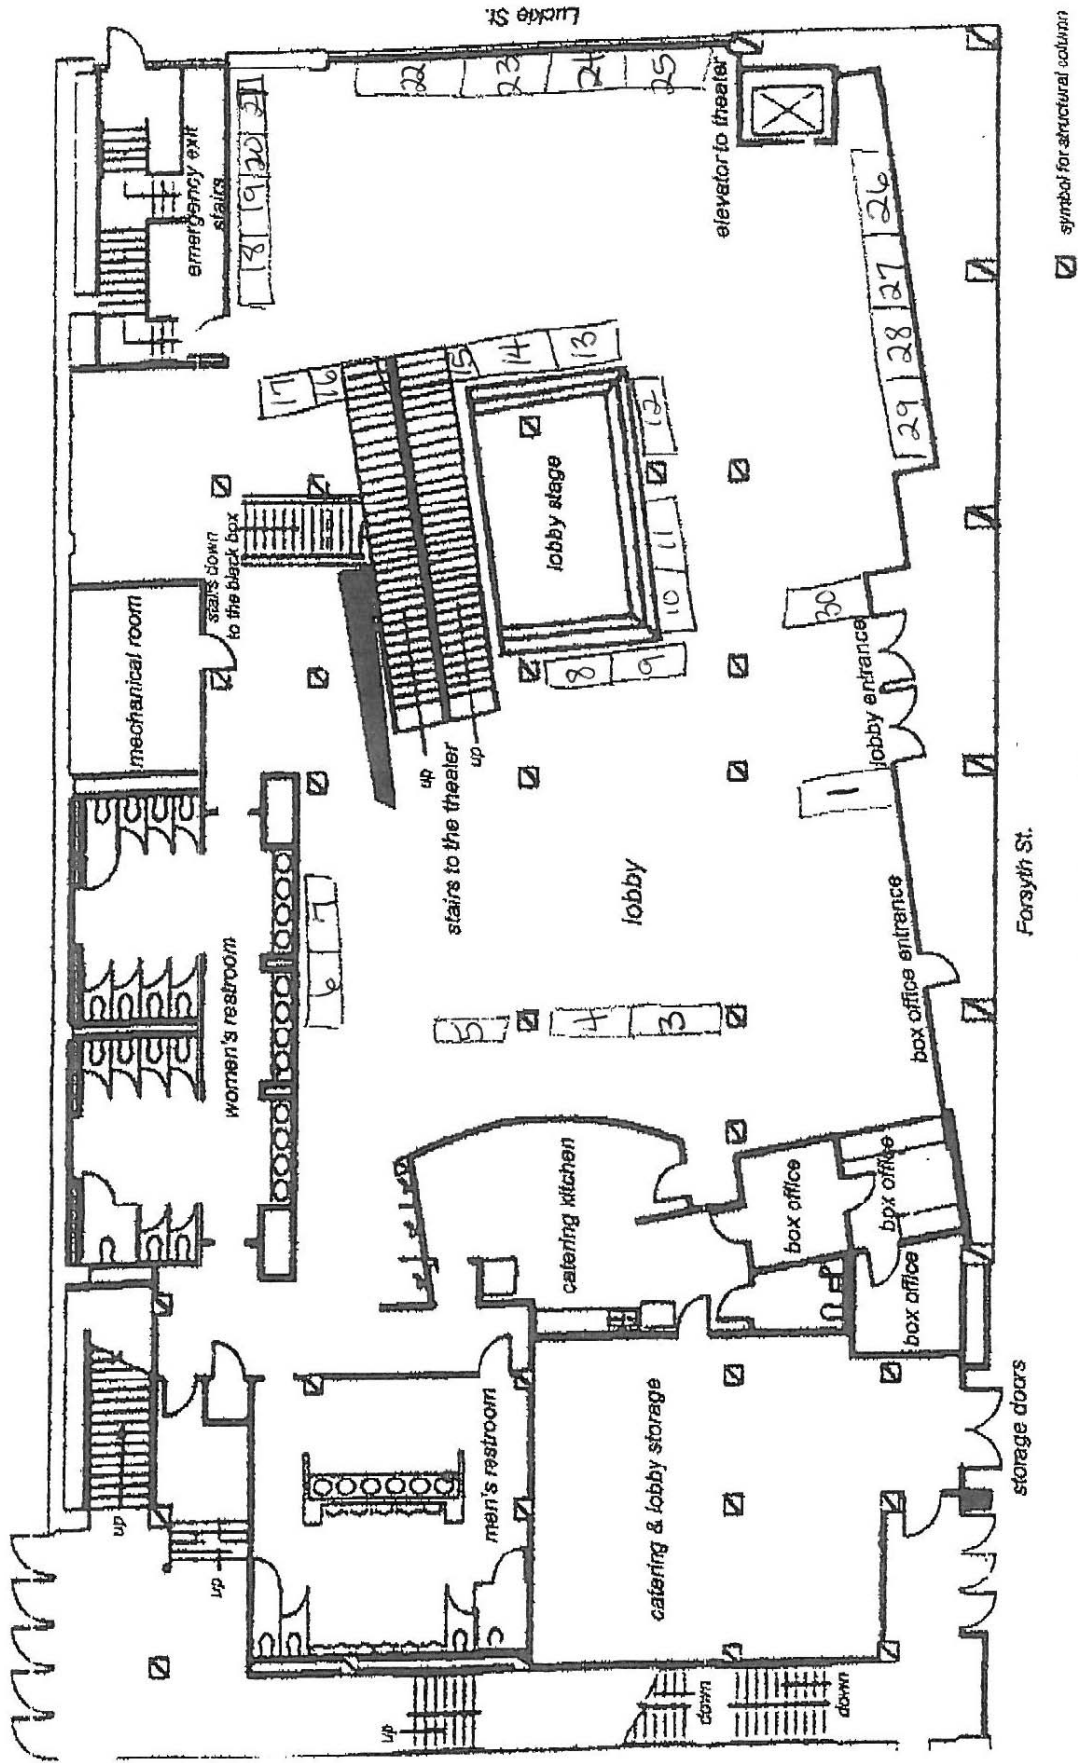 up
mechanical room
emergency exit
stairs
up
women's restroom
stairs down
to the black box
18 19 20 21
17
16
6 7
22
23
24
25
up
stairs to the theater
up
up
15
14
13
5
men's restroom
catering kitchen
lobby stage
4
3
8
9
lobby
10 11
12
catering & lobby storage
down
elevator to theater
box office
1
30
down
box office
box office
box office entrance
lobby entrance
29 28 27 26
storage doors
Forsyth St.
Luckie St.
symbol for structural column